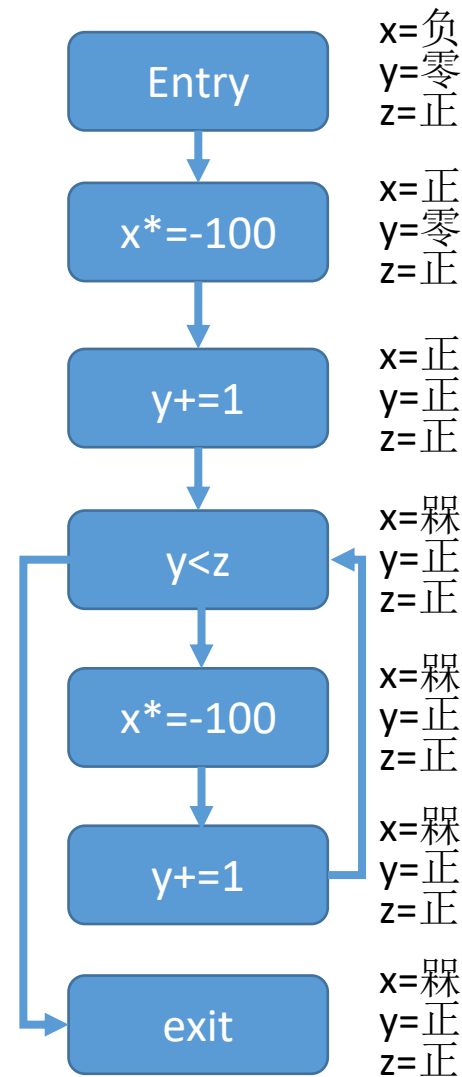 Entry
x=负
y=零
z=正
x*=-100
x=正
y=零
z=正
y+=1
x=正
y=正
z=正
y<z
x=槑
y=正
z=正
x*=-100
x=槑
y=正
z=正
y+=1
x=槑
y=正
z=正
exit
x=槑
y=正
z=正